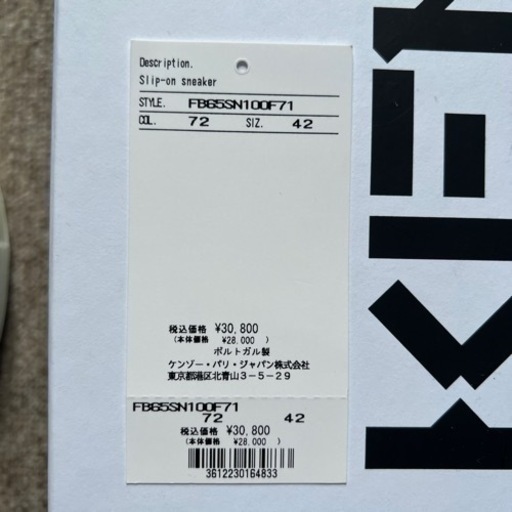 Description.
Slip-on sneaker
STYLE. FB65SN100F71
COL. 72 SIZ. 42
税込価格 ¥30,800
(本体価格 ¥28,000 )
ポルトガル製
ケンゾー・パリ・ジャパン株式会社
東京都港区北青山3-5-29
FB65SN100F71
72 42
税込価格 ¥30,800
(本体価格 ¥28,000 )
3612230164833
KEN